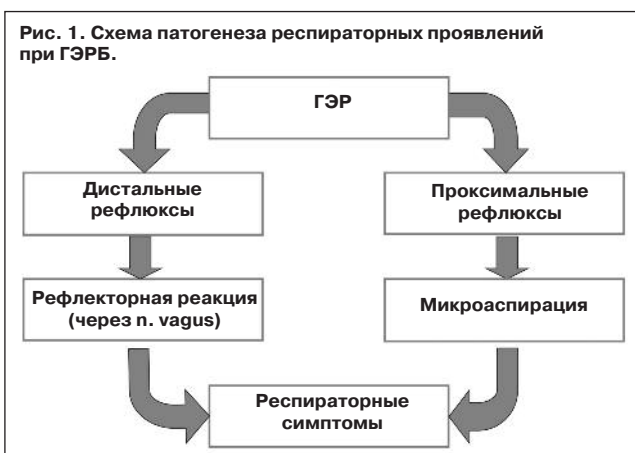 Рис. 1. Схема патогенеза респираторных проявлений
при ГЭРБ.
ГЭР
Дистальные
рефлюксы
Проксимальные
рефлюксы
Рефлекторная реакция
(через n. vagus)
Микроаспирация
Респираторные
симптомы